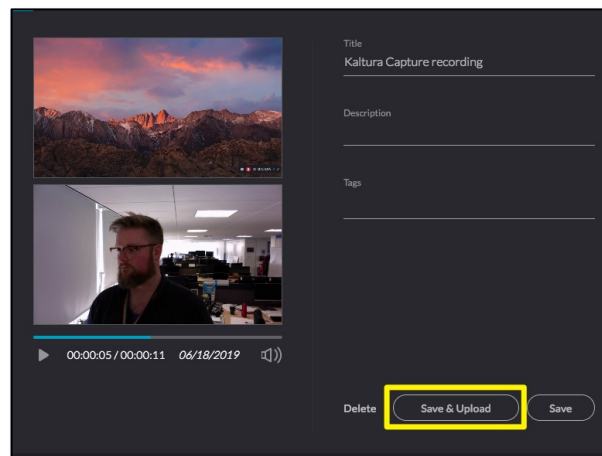 Title
Kaltura Capture recording
Description
Tags
00:00:05 / 00:00:11 06/18/2019
Delete Save & Upload Save